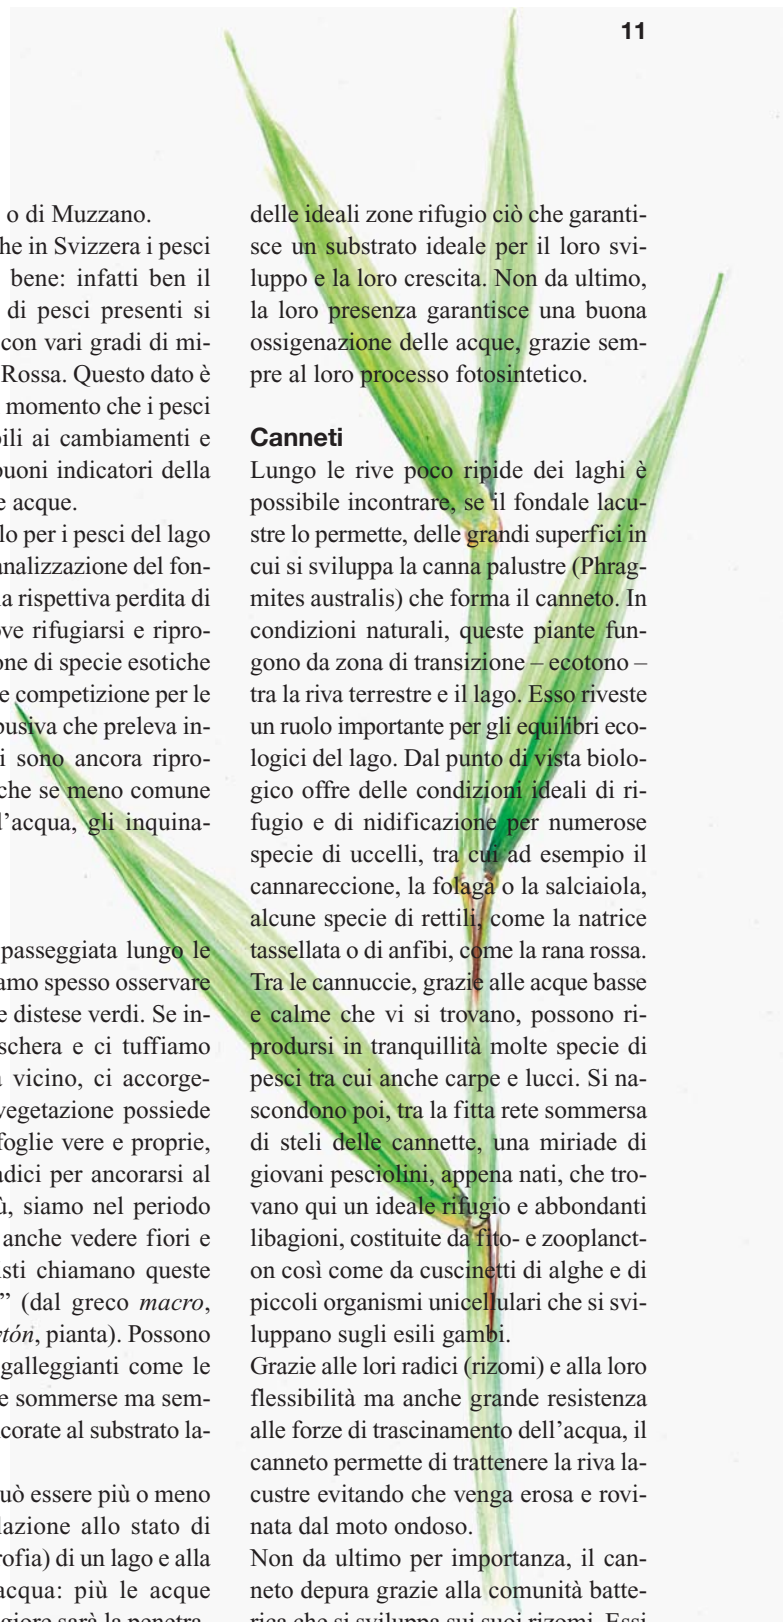 11
o di Muzzano.
he in Svizzera i pesci
bene: infatti ben il
di pesci presenti si
con vari gradi di mi-
Rossa. Questo dato è
momento che i pesci
ai cambiamenti e
buoni indicatori della
e acque.
lo per i pesci del lago
analizzazione del fon-
la rispettiva perdita di
ove rifugiarsi e ripro-
one di specie esotiche
e competizione per le
busiva che preleva in-
i sono ancora ripro-
che se meno comune
l’acqua, gli inquina-
passeggiata lungo le
amo spesso osservare
e distese verdi. Se in-
schera e ci tuffiamo
vicino, ci accorge-
vegetazione possiede
foglie vere e proprie,
adici per ancorarsi al
siamo nel periodo
anche vedere fiori e
isti chiamano queste
” (dal greco macro,
tón, pianta). Possono
galleggianti come le
e sommerse ma sem-
corate al substrato la-
uò essere più o meno
lazione allo stato di
rofia) di un lago e alla
acqua: più le acque
giore sarà la penetra-
delle ideali zone rifugio ciò che garanti-
sce un substrato ideale per il loro svi-
luppo e la loro crescita. Non da ultimo,
la loro presenza garantisce una buona
ossigenazione delle acque, grazie sem-
pre al loro processo fotosintetico.
Canneti
Lungo le rive poco ripide dei laghi è
possibile incontrare, se il fondale lacu-
stre lo permette, delle grandi superfici in
cui si sviluppa la canna palustre (Phrag-
mites australis) che forma il canneto. In
condizioni naturali, queste piante fun-
gono da zona di transizione – ecotono –
tra la riva terrestre e il lago. Esso riveste
un ruolo importante per gli equilibri eco-
logici del lago. Dal punto di vista biolo-
gico offre delle condizioni ideali di ri-
fugio e di nidificazione per numerose
specie di uccelli, tra cui ad esempio il
cannareccione, la folaga o la salciaiola,
alcune specie di rettili, come la natrice
tassellata o di anfibi, come la rana rossa.
Tra le cannuccie, grazie alle acque basse
e calme che vi si trovano, possono ri-
prodursi in tranquillità molte specie di
pesci tra cui anche carpe e lucci. Si na-
scondono poi, tra la fitta rete sommersa
di steli delle cannette, una miriade di
giovani pesciolini, appena nati, che tro-
vano qui un ideale rifugio e abbondanti
libagioni, costituite da fito- e zooplanct-
on così come da cuscinetti di alghe e di
piccoli organismi unicellulari che si svi-
luppano sugli esili gambi.
Grazie alle lori radici (rizomi) e alla loro
flessibilità ma anche grande resistenza
alle forze di trascinamento dell’acqua, il
canneto permette di trattenere la riva la-
custre evitando che venga erosa e rovi-
nata dal moto ondoso.
Non da ultimo per importanza, il can-
neto depura grazie alla comunità batte-
rica che si sviluppa sui suoi rizomi. Essi